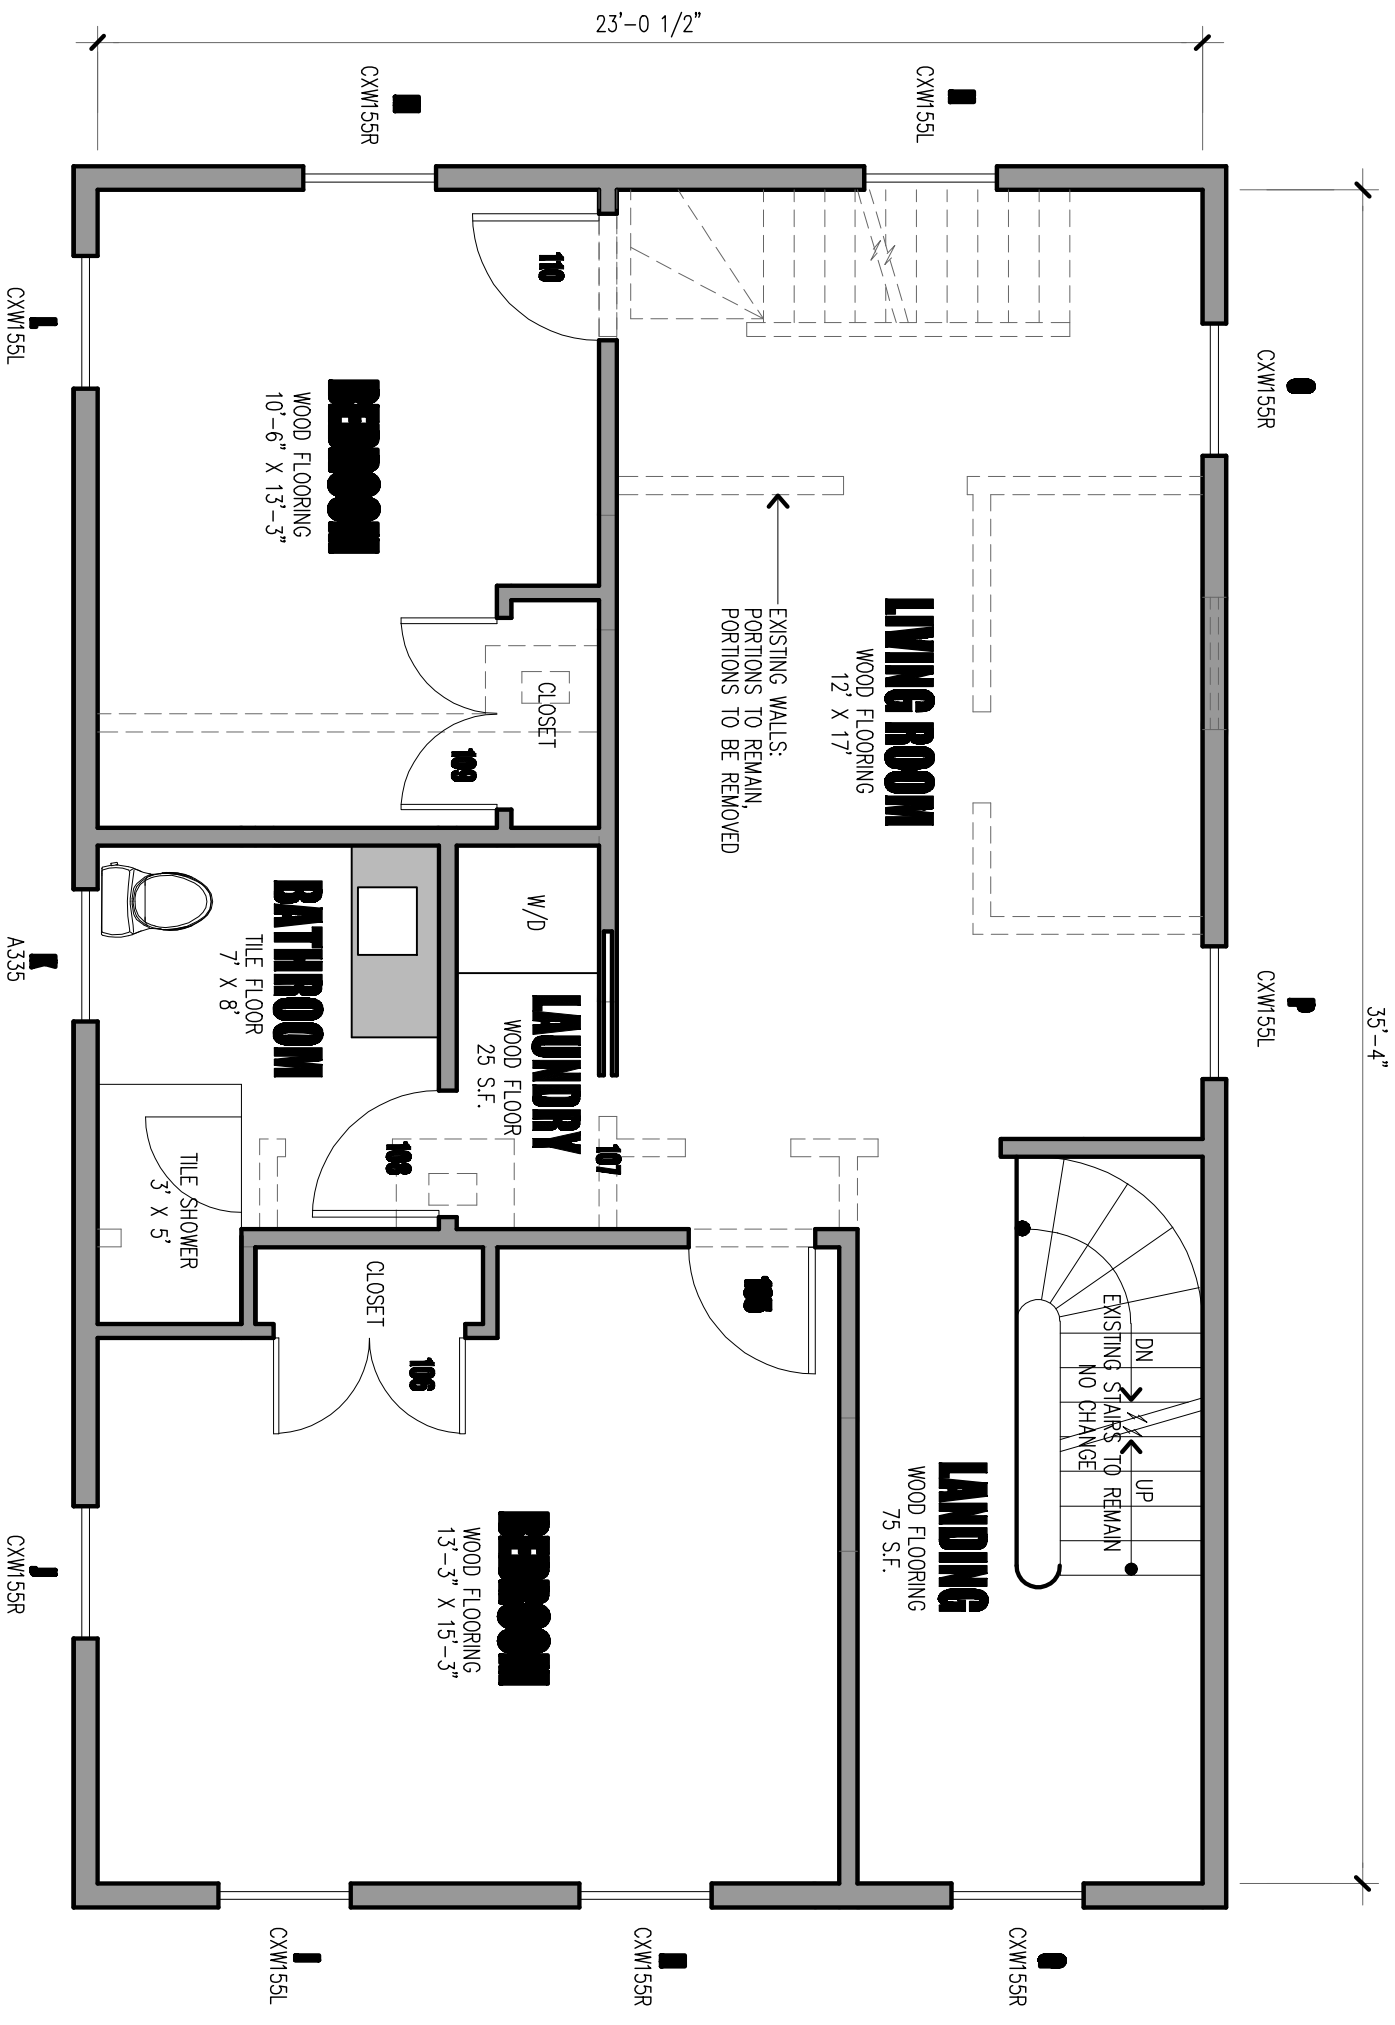 35'-4"
O
CXW155R
P
CXW155L
DN
UP
EXISTING STAIRS TO REMAIN
NO CHANGE
CXW155R
CXW155L
LIVING ROOM
WOOD FLOORING
12' X 17'
LANDING
WOOD FLOORING
75 S.F.
EXISTING WALLS:
PORTIONS TO REMAIN,
PORTIONS TO BE REMOVED
105
23'-0 1/2"
CXW155R
107
110
CLOSET
W/D
LAUNDRY
WOOD FLOOR
25 S.F.
BEDROOM
WOOD FLOORING
13'-3" X 15'-3"
109
108
106
CLOSET
CXW155R
BEDROOM
WOOD FLOORING
10'-6" X 13'-3"
BATHROOM
TILE FLOOR
7' X 8'
I
CXW155L
TILE SHOWER
3' X 5'
L
CXW155L
K
A335
J
CXW155R